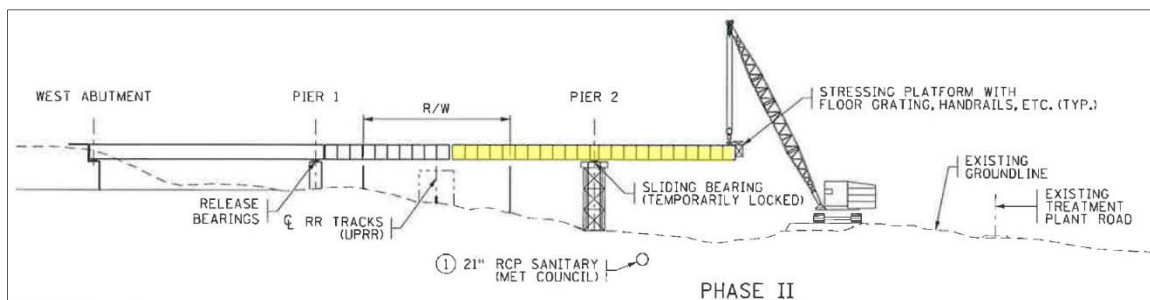 WEST ABUTMENT
PIER 1
R/W
PIER 2
STRESSING PLATFORM WITH
FLOOR GRATING, HANDRAILS, ETC. (TYP.)
RELEASE
BEARINGS
℄ RR TRACKS
(UPRR)
SLIDING BEARING
(TEMPORARILY LOCKED)
EXISTING
GROUNDLINE
EXISTING
TREATMENT
PLANT ROAD
① 21" RCP SANITARY
(MET COUNCIL)
PHASE II